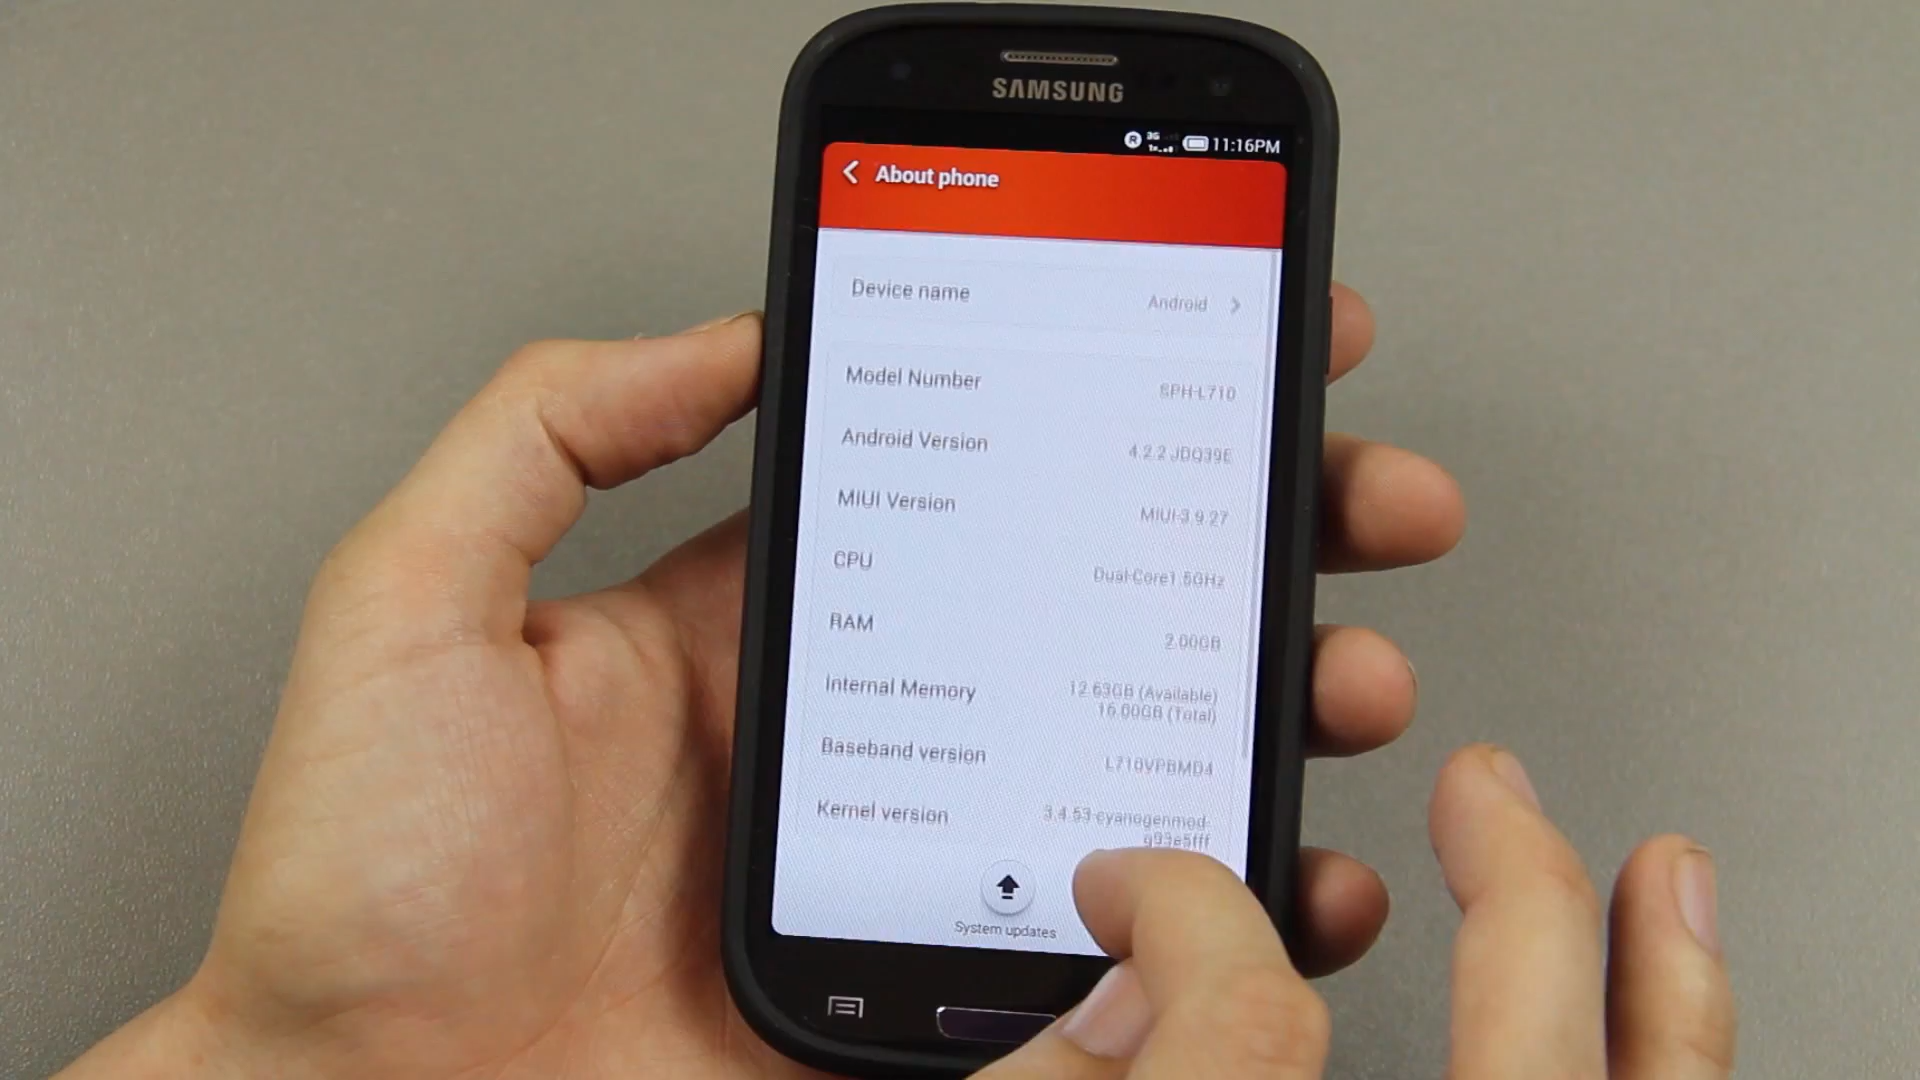 SAMSUNG
R 3G 1x 11:16PM
About phone
Device name Android
Model Number SPH-L710
Android Version 4.2.2 JDQ39E
MIUI Version MIUI-3.9.27
CPU Dual-Core1.5GHz
RAM 2.00GB
Internal Memory 12.63GB (Available)
16.00GB (Total)
Baseband version L710VPBMD4
Kernel version 3.4.53-cyanogenmod-
g93e5fff
System updates